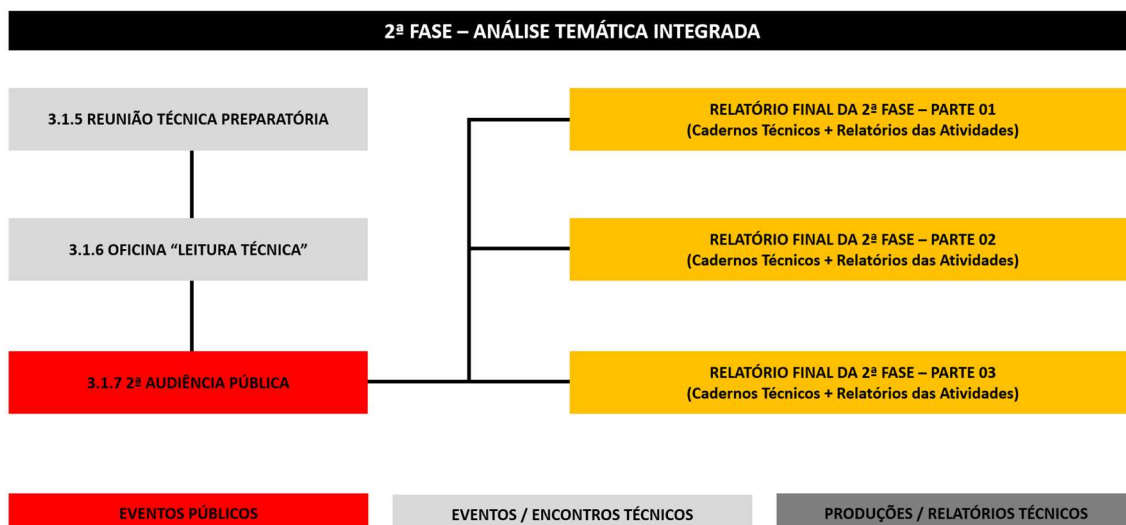 2ª FASE – ANÁLISE TEMÁTICA INTEGRADA
3.1.5 REUNIÃO TÉCNICA PREPARATÓRIA
RELATÓRIO FINAL DA 2ª FASE – PARTE 01
(Cadernos Técnicos + Relatórios das Atividades)
3.1.6 OFICINA “LEITURA TÉCNICA”
RELATÓRIO FINAL DA 2ª FASE – PARTE 02
(Cadernos Técnicos + Relatórios das Atividades)
3.1.7 2ª AUDIÊNCIA PÚBLICA
RELATÓRIO FINAL DA 2ª FASE – PARTE 03
(Cadernos Técnicos + Relatórios das Atividades)
EVENTOS PÚBLICOS
EVENTOS / ENCONTROS TÉCNICOS
PRODUÇÕES / RELATÓRIOS TÉCNICOS